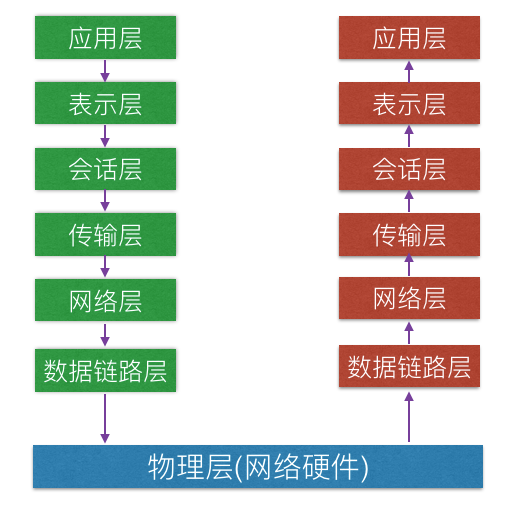 应用层
表示层
会话层
传输层
网络层
数据链路层
应用层
表示层
会话层
传输层
网络层
数据链路层
物理层(网络硬件)